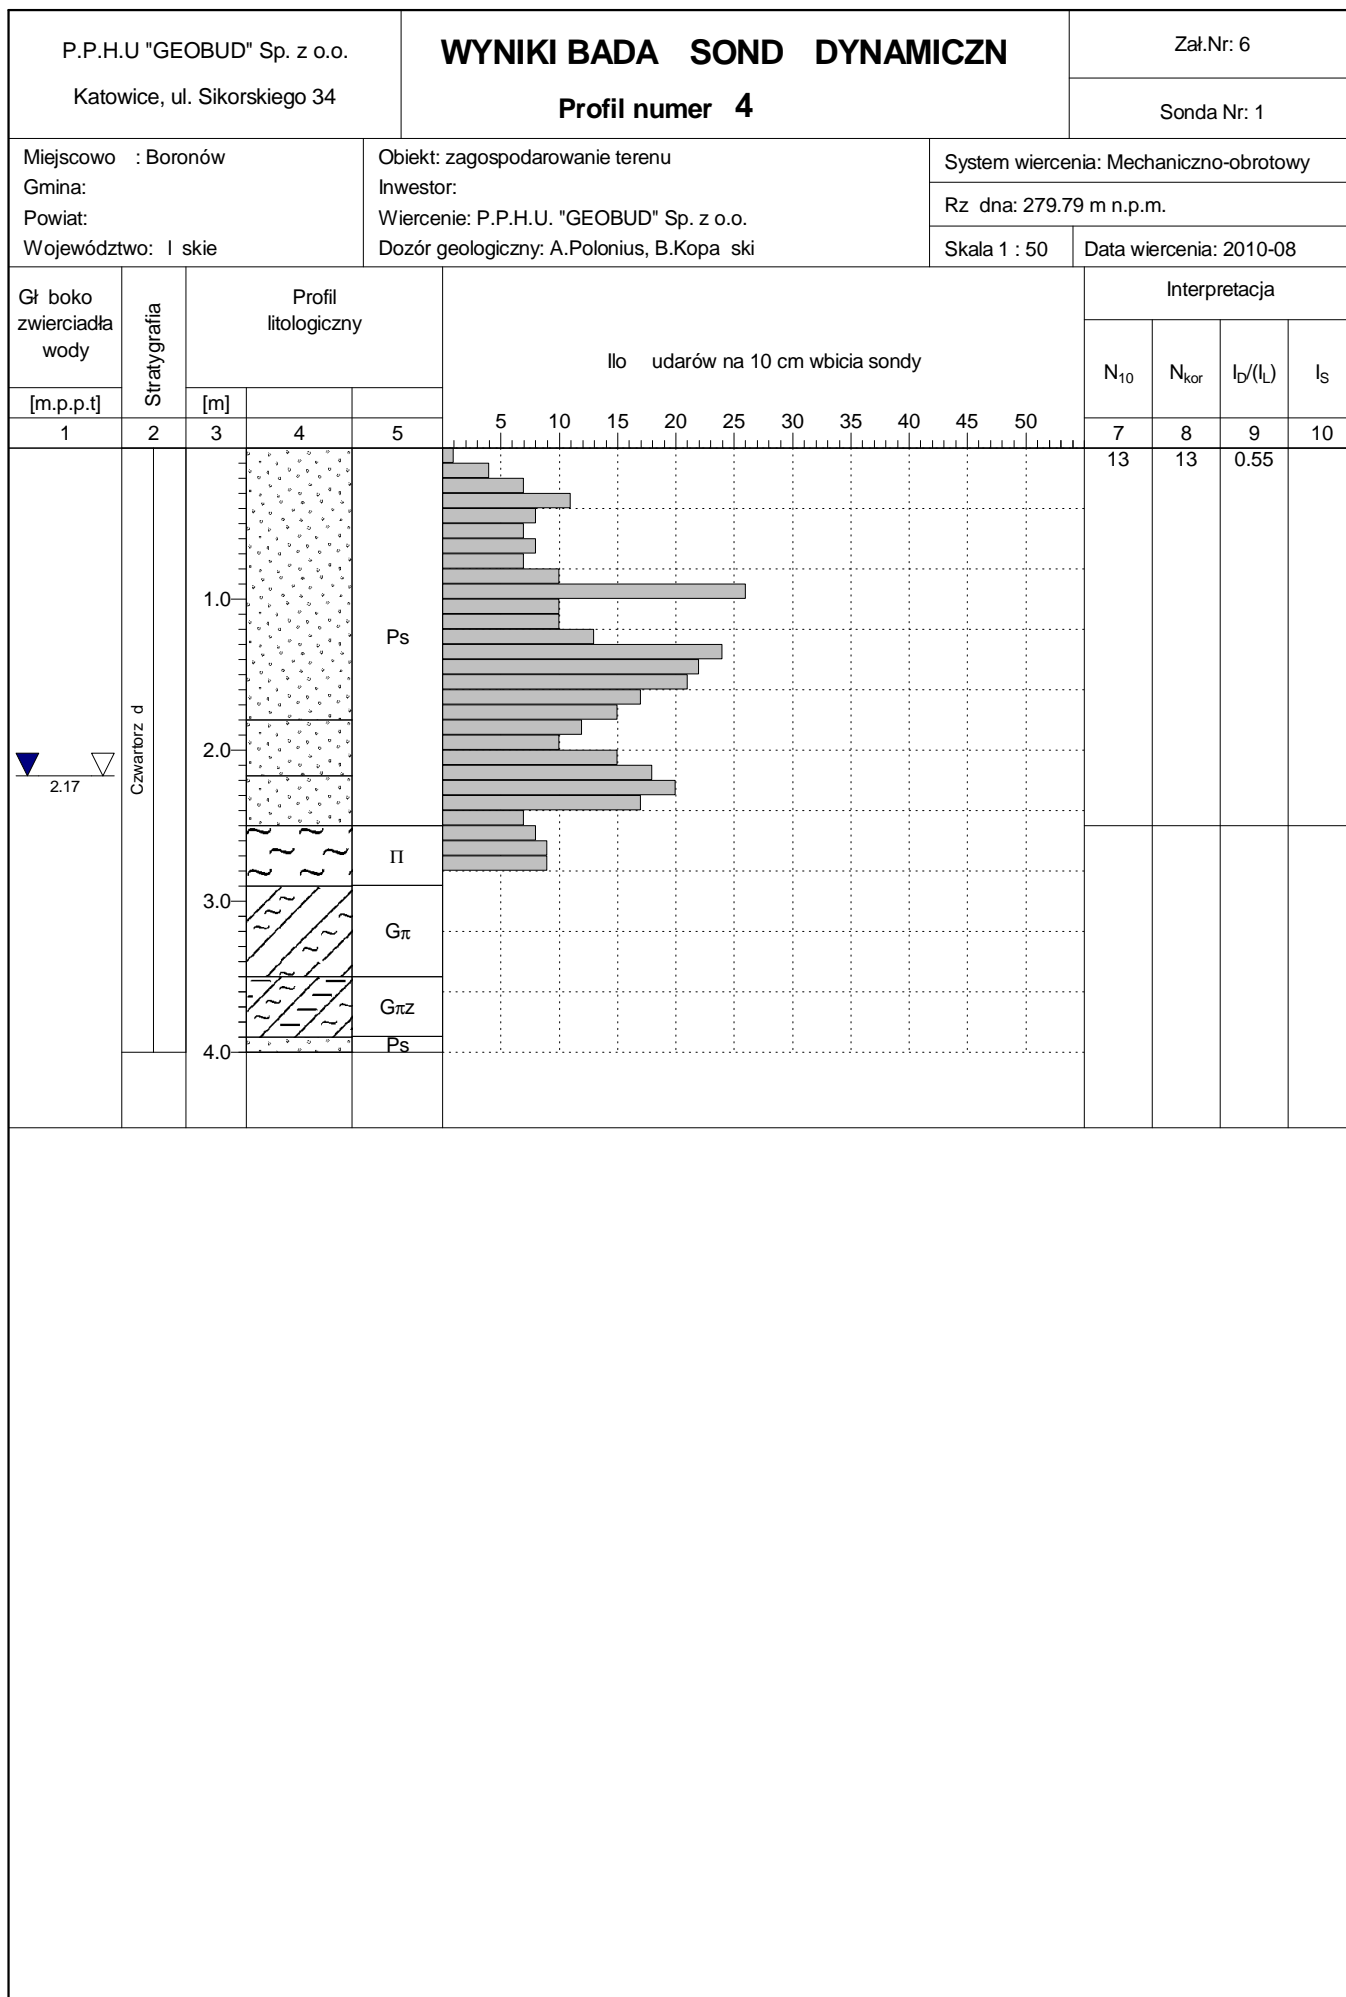 P.P.H.U "GEOBUD" Sp. z o.o.
Katowice, ul. Sikorskiego 34
WYNIKI BADA SOND DYNAMICZN
Profil numer 4
Zał.Nr: 6
Sonda Nr: 1
Miejscowo : Boronów
Gmina:
Powiat:
Województwo: l skie
Obiekt: zagospodarowanie terenu
Inwestor:
Wiercenie: P.P.H.U. "GEOBUD" Sp. z o.o.
Dozór geologiczny: A.Polonius, B.Kopa ski
System wiercenia: Mechaniczno-obrotowy
Rz dna: 279.79 m n.p.m.
Skala 1 : 50
Data wiercenia: 2010-08
Gł boko
zwierciadła
wody
[m.p.p.t]
Stratygrafia
Profil
litologiczny
[m]
Ilo udarów na 10 cm wbicia sondy
Interpretacja
N10
Nkor
ID/(IL)
IS
5 10 15 20 25 30 35 40 45 50
1 2 3 4 5 7 8 9 10
13 13 0.55
1.0
Ps
Czwartorz d
2.0
2.17
Π
3.0
Gπ
Gπz
Ps
4.0